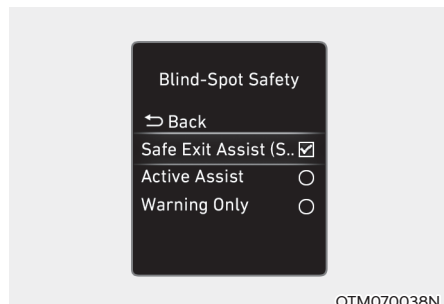 Blind-Spot Safety
Back
Safe Exit Assist (S..
Active Assist
Warning Only
OTM070038N